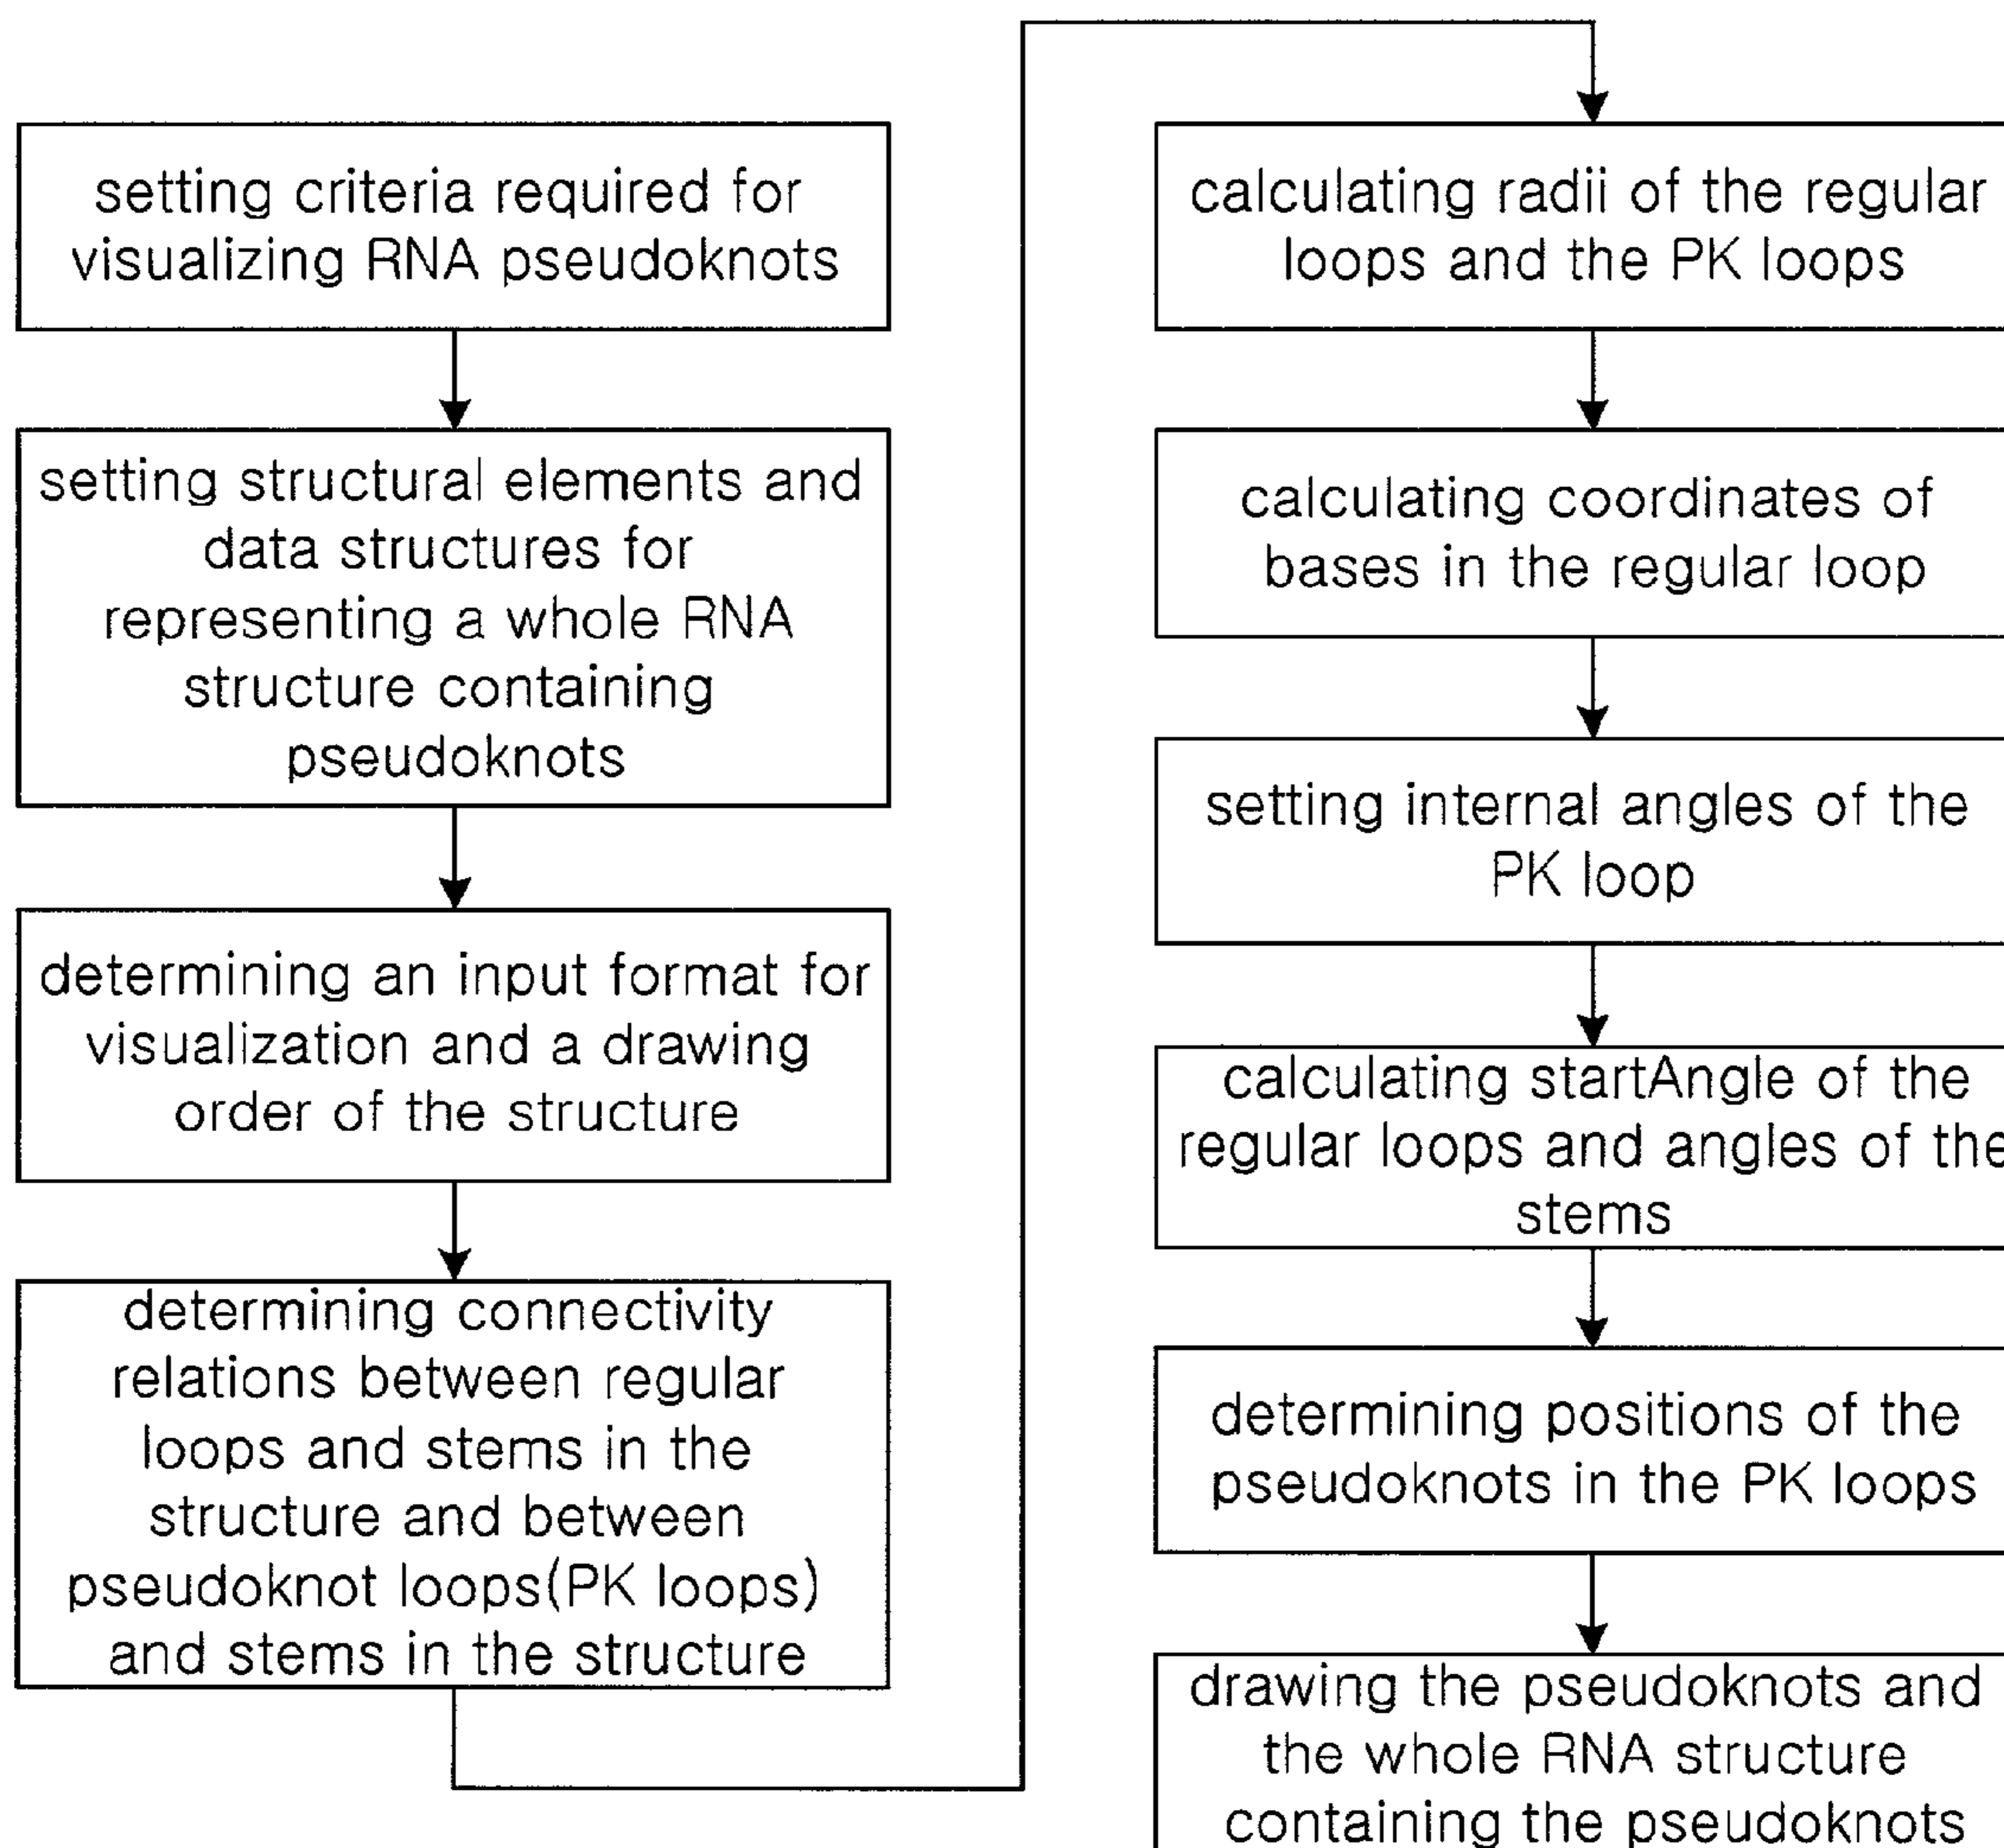 setting criteria required for
visualizing RNA pseudoknots
setting structural elements and
data structures for
representing a whole RNA
structure containing
pseudoknots
determining an input format for
visualization and a drawing
order of the structure
determining connectivity
relations between regular
loops and stems in the
structure and between
pseudoknot loops(PK loops)
and stems in the structure
calculating radii of the regular
loops and the PK loops
calculating coordinates of
bases in the regular loop
setting internal angles of the
PK loop
calculating startAngle of the
regular loops and angles of the
stems
determining positions of the
pseudoknots in the PK loops
drawing the pseudoknots and
the whole RNA structure
containing the pseudoknots